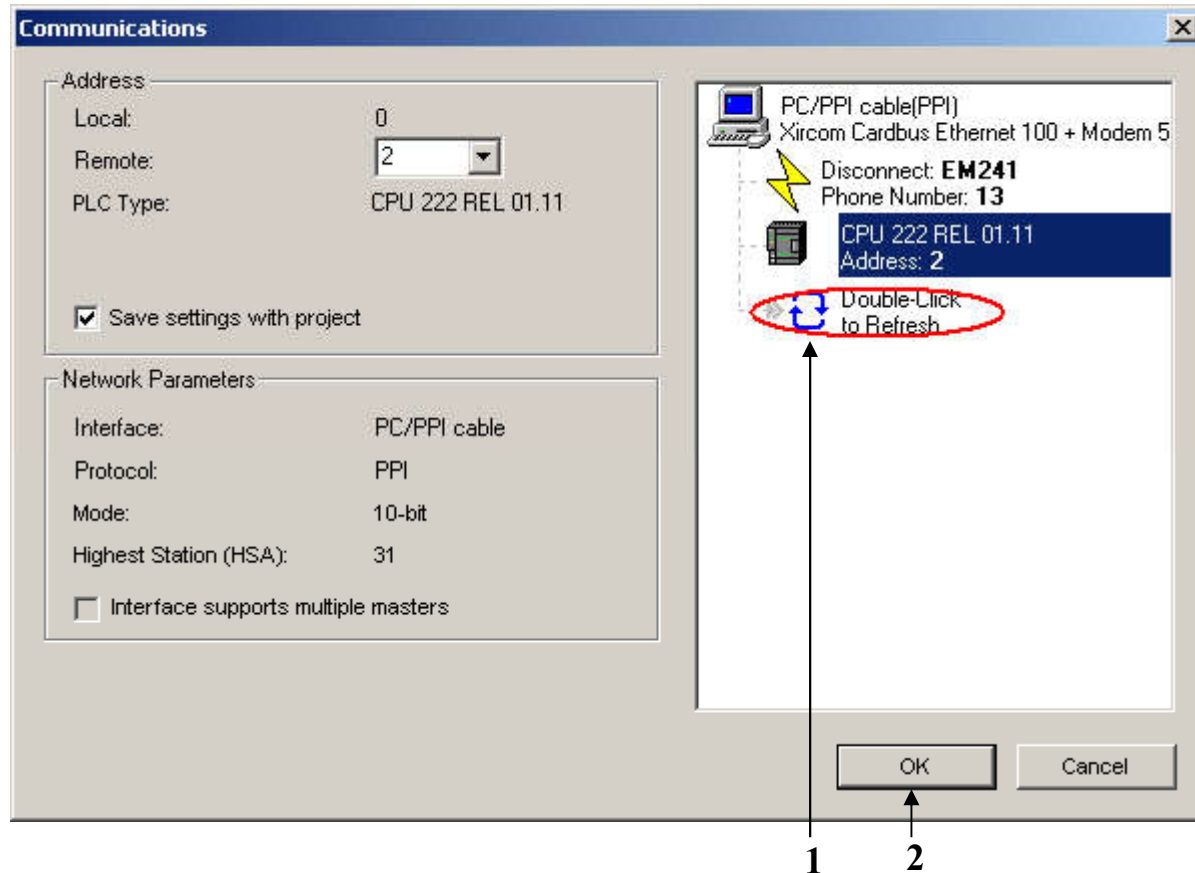 Communications
Address
Local: 0
Remote: 2
PLC Type: CPU 222 REL 01.11
Save settings with project
Network Parameters
Interface: PC/PPI cable
Protocol: PPI
Mode: 10-bit
Highest Station (HSA): 31
Interface supports multiple masters
PC/PPI cable(PPI)
Xircom Cardbus Ethernet 100 + Modem 5
Disconnect: EM241
Phone Number: 13
CPU 222 REL 01.11
Address: 2
Double-Click
to Refresh
OK Cancel
1 2